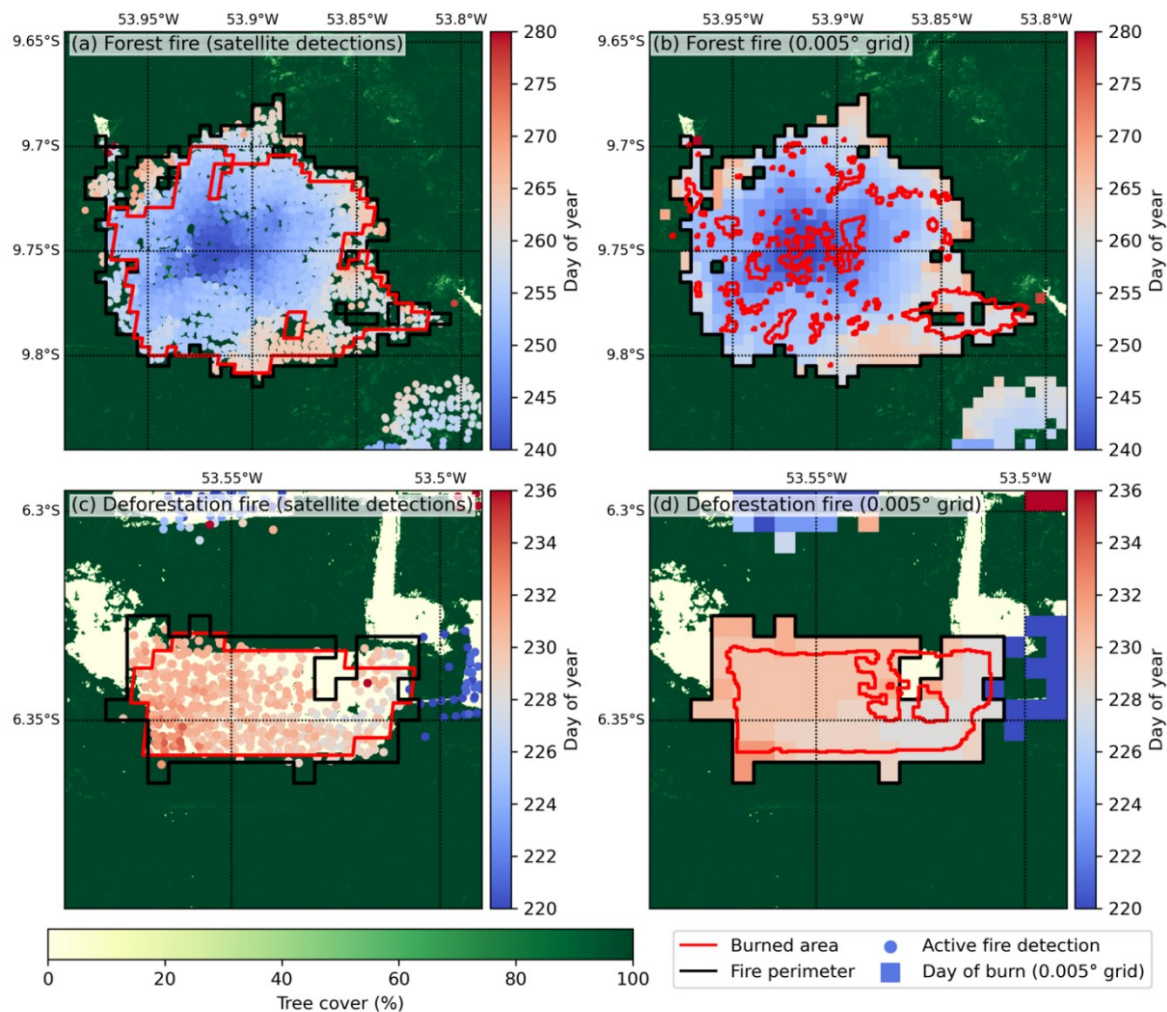 53.95°W 53.9°W 53.85°W 53.8°W
53.95°W 53.9°W 53.85°W 53.8°W
(a) Forest fire (satellite detections)
9.65°S
9.7°S
9.75°S
9.8°S
280
275
270
265
260
255
250
245
240
Day of year
(b) Forest fire (0.005° grid)
9.65°S
9.7°S
9.75°S
9.8°S
280
275
270
265
260
255
250
245
240
Day of year
53.55°W 53.5°W
53.55°W 53.5°W
(c) Deforestation fire (satellite detections)
6.3°S
6.35°S
236
234
232
230
228
226
224
222
220
Day of year
(d) Deforestation fire (0.005° grid)
6.3°S
6.35°S
236
234
232
230
228
226
224
222
220
Day of year
0 20 40 60 80 100
Tree cover (%)
Burned area
Fire perimeter
Active fire detection
Day of burn (0.005° grid)